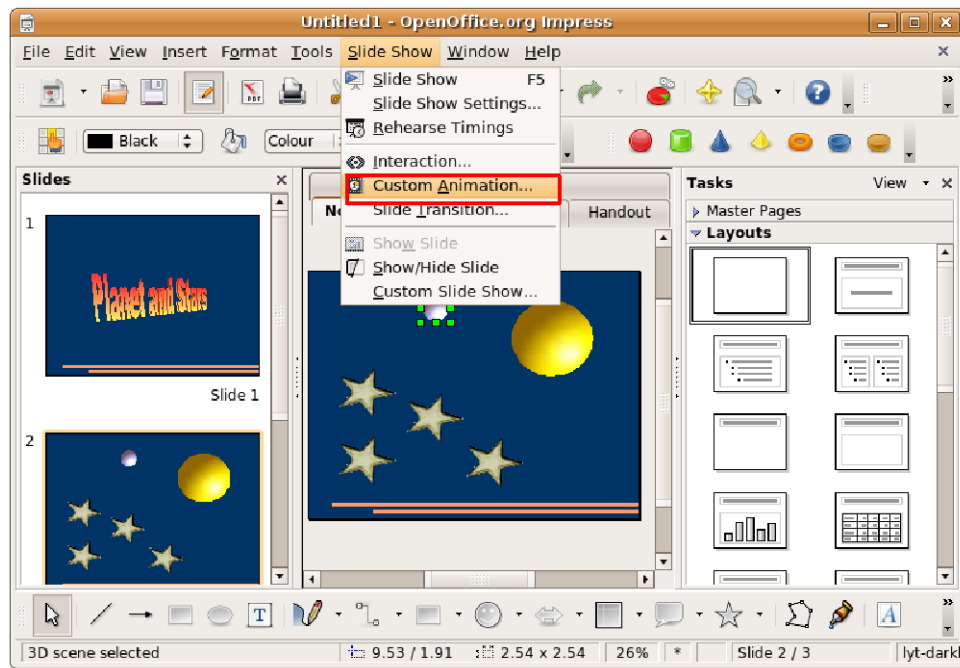 Untitled1 - OpenOffice.org Impress
File Edit View Insert Format Tools Slide Show Window Help
Slide Show F5
Slide Show Settings...
Rehearse Timings
Interaction...
Custom Animation...
Slide Transition...
Show Slide
Show/Hide Slide
Custom Slide Show...
PDF
Black
Colour
Slides
1
Planet and Stars
Slide 1
2
No
Handout
Tasks View
Master Pages
Layouts
T
A
3D scene selected 9.53 / 1.91 2.54 x 2.54 26% * Slide 2 / 3 lyt-dark